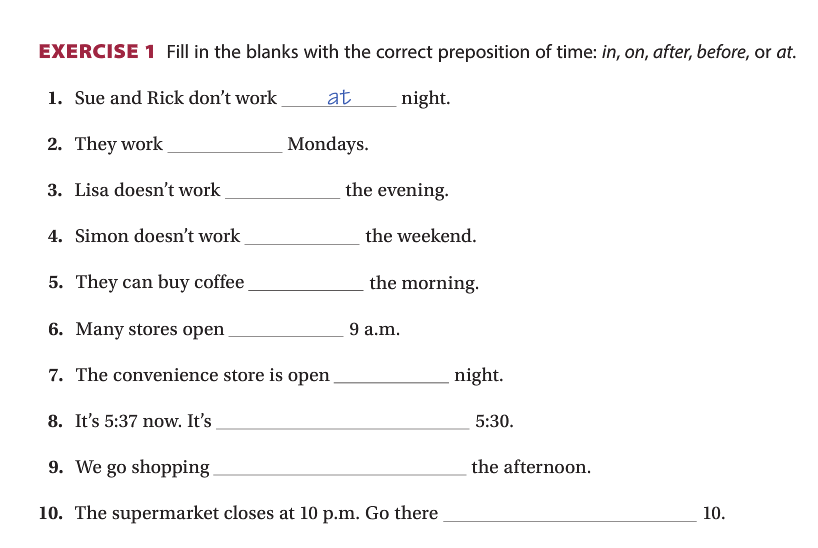 EXERCISE 1 Fill in the blanks with the correct preposition of time: in, on, after, before, or at.
1. Sue and Rick don't work at night.
2. They work ____________ Mondays.
3. Lisa doesn't work ____________ the evening.
4. Simon doesn't work ____________ the weekend.
5. They can buy coffee ____________ the morning.
6. Many stores open ____________ 9 a.m.
7. The convenience store is open ____________ night.
8. It's 5:37 now. It's __________________________ 5:30.
9. We go shopping __________________________ the afternoon.
10. The supermarket closes at 10 p.m. Go there __________________________ 10.